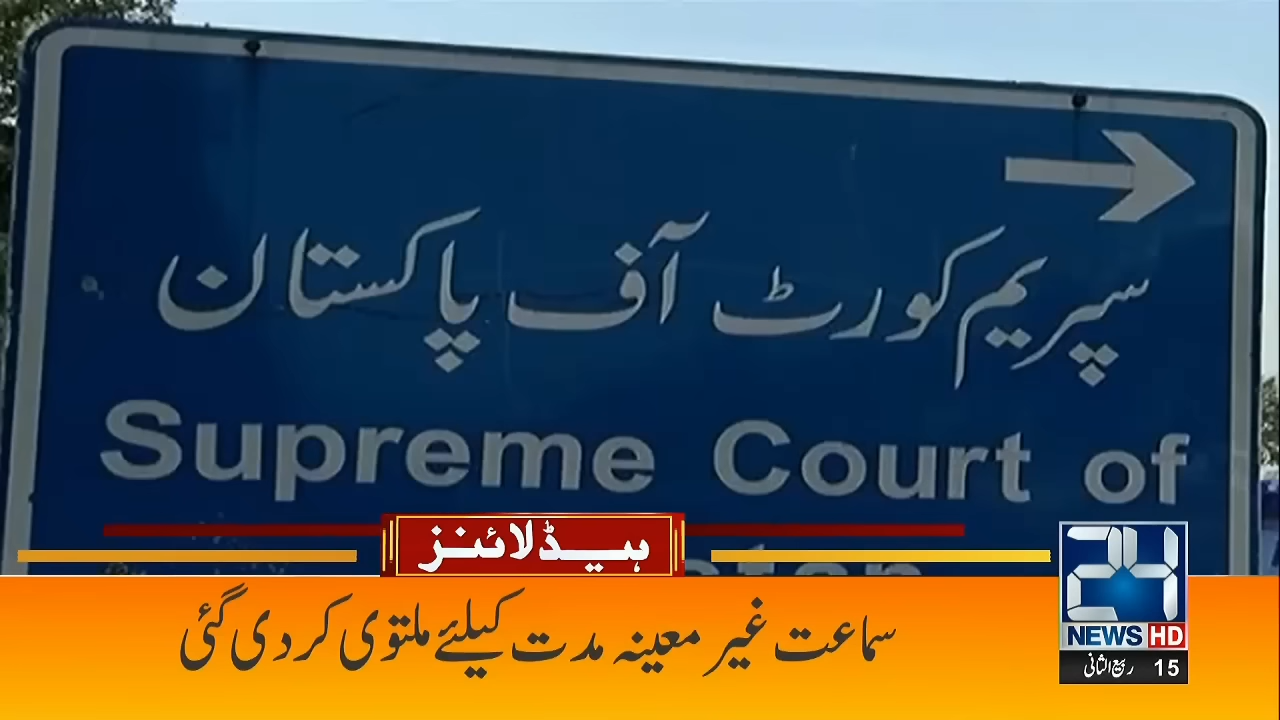 سپریم کورٹ آف پاکستان
Supreme Court of
ہیڈلائنز
سماعت غیر معینہ مدت کیلئے ملتوی کر دی گئی
24
NEWS HD
15 ربیع الثانی